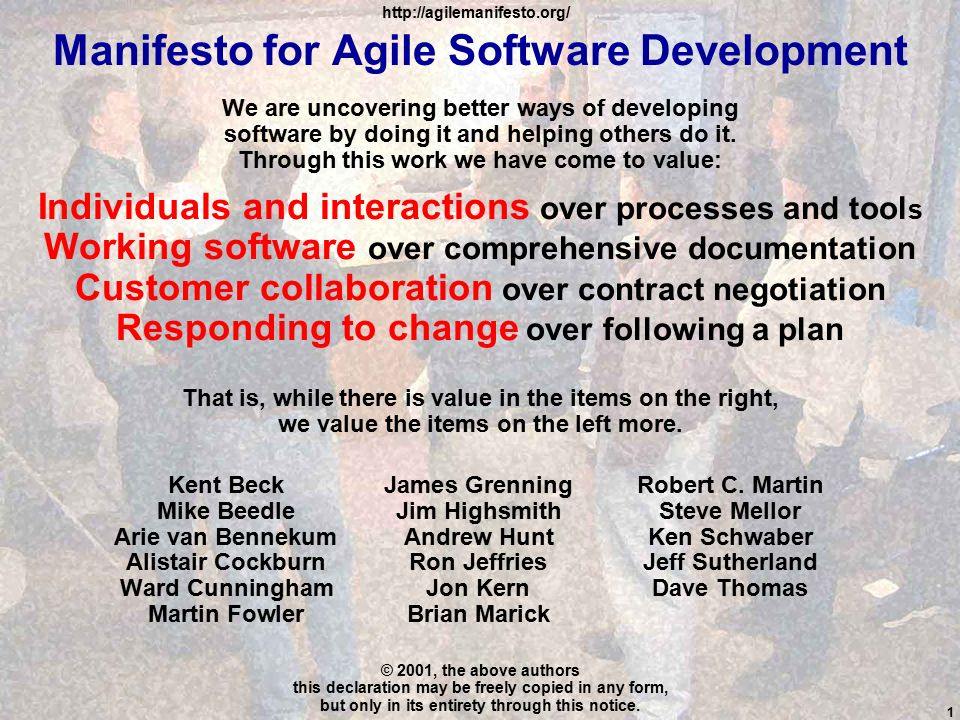 http://agilemanifesto.org/
Manifesto for Agile Software Development
We are uncovering better ways of developing
software by doing it and helping others do it.
Through this work we have come to value:
Individuals and interactions over processes and tools
Working software over comprehensive documentation
Customer collaboration over contract negotiation
Responding to change over following a plan
That is, while there is value in the items on the right,
we value the items on the left more.
Kent Beck
Mike Beedle
Arie van Bennekum
Alistair Cockburn
Ward Cunningham
Martin Fowler
James Grenning
Jim Highsmith
Andrew Hunt
Ron Jeffries
Jon Kern
Brian Marick
Robert C. Martin
Steve Mellor
Ken Schwaber
Jeff Sutherland
Dave Thomas
© 2001, the above authors
this declaration may be freely copied in any form,
but only in its entirety through this notice.
1